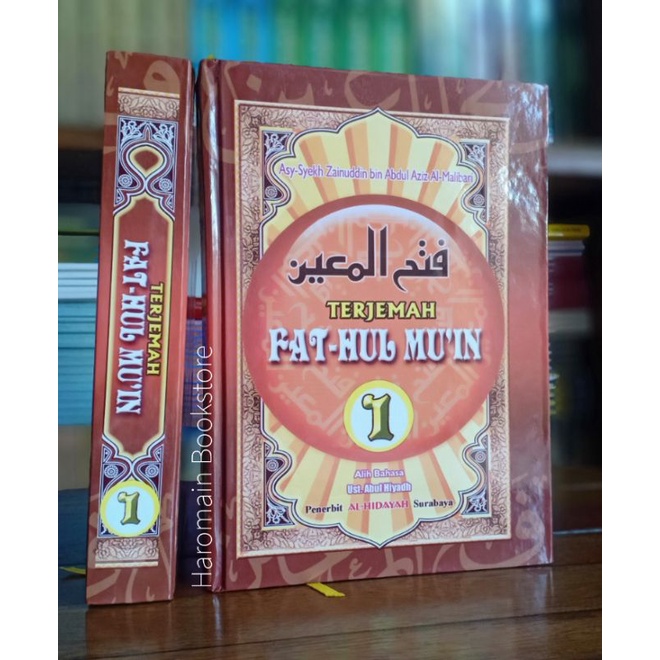 Asy-Syekh Zainuddin bin Abdul Aziz Al-Malibari
فتح المعين
TERJEMAH
FAT-HUL MU'IN
1
Alih Bahasa
Ust. Abul Hiyadh
Penerbit AL-HIDAYAH Surabaya
TERJEMAH
FAT-HUL MU'IN
1
Haromain Bookstore